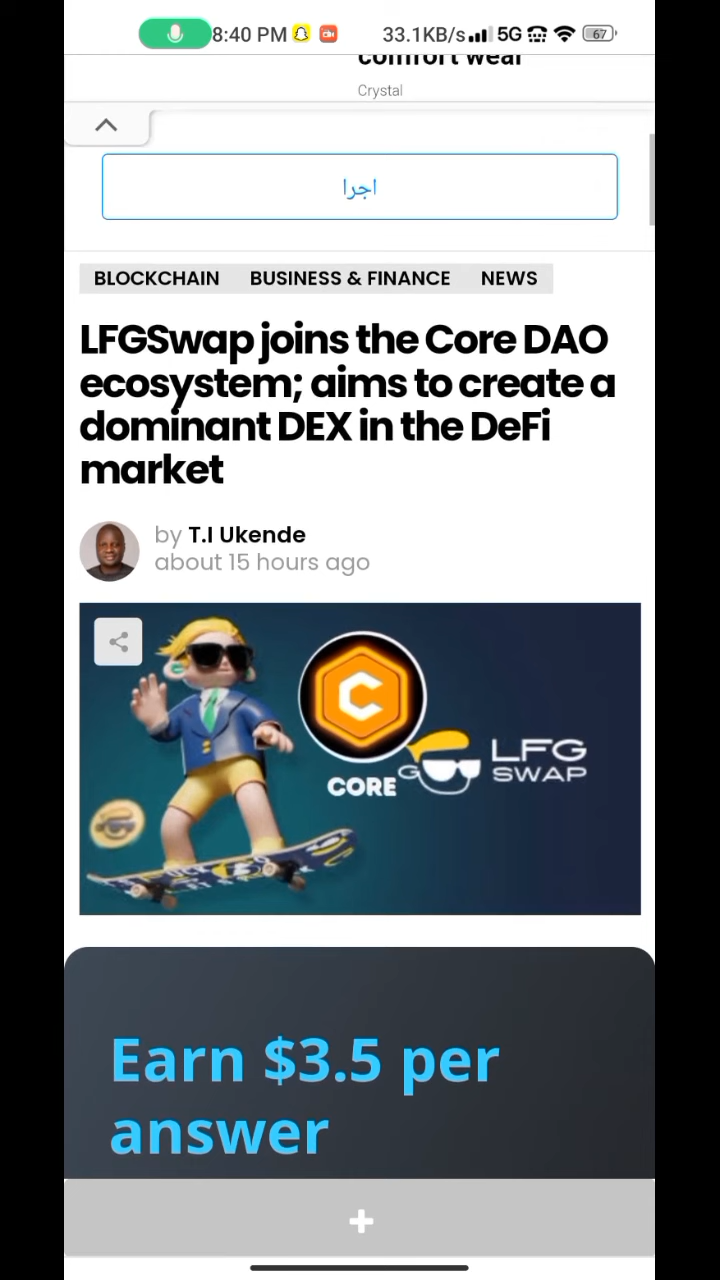 8:40 PM 33.1KB/s 5G 67
comfort wear
Crystal
اجرا
BLOCKCHAIN BUSINESS & FINANCE NEWS
LFGSwap joins the Core DAO
ecosystem; aims to create a
dominant DEX in the DeFi
market
by T.I Ukende
about 15 hours ago
C
CORE
LFG
SWAP
Earn $3.5 per
answer